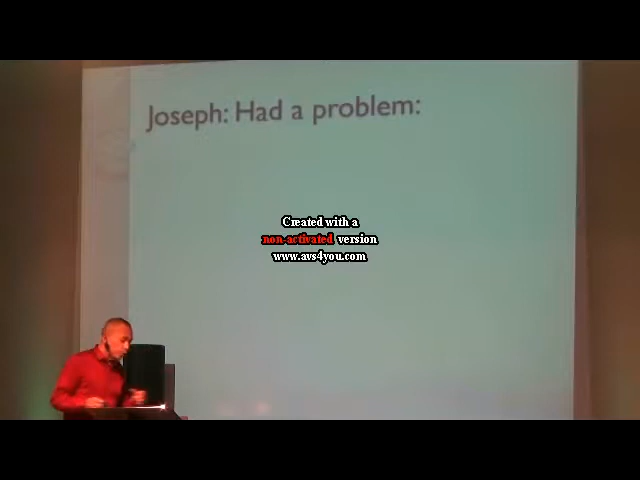 Joseph: Had a problem:
Created with a
non-activated version
www.avs4you.com